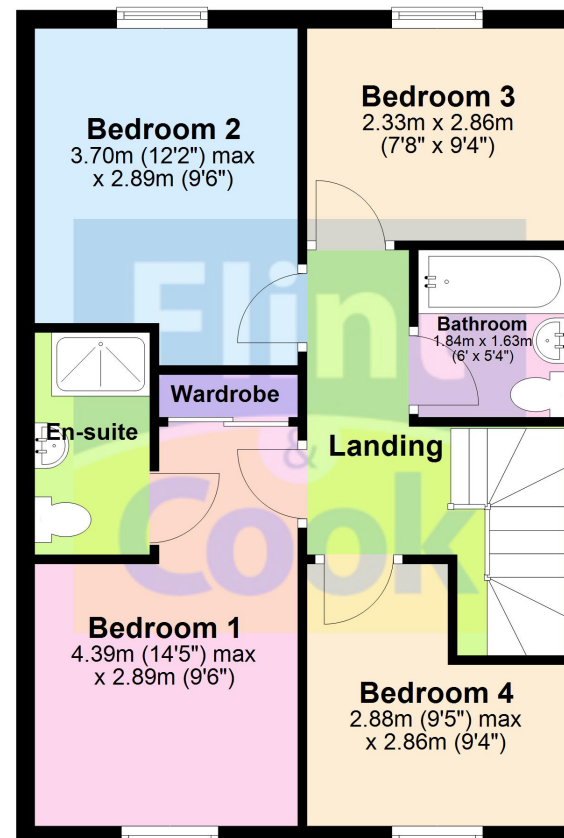 Bedroom 2
3.70m (12'2") max
x 2.89m (9'6")
Bedroom 3
2.33m x 2.86m
(7'8" x 9'4")
Bathroom
1.84m x 1.63m
(6' x 5'4")
Wardrobe
En-suite
Landing
Flint
&
Cook
Bedroom 1
4.39m (14'5") max
x 2.89m (9'6")
Bedroom 4
2.88m (9'5") max
x 2.86m (9'4")